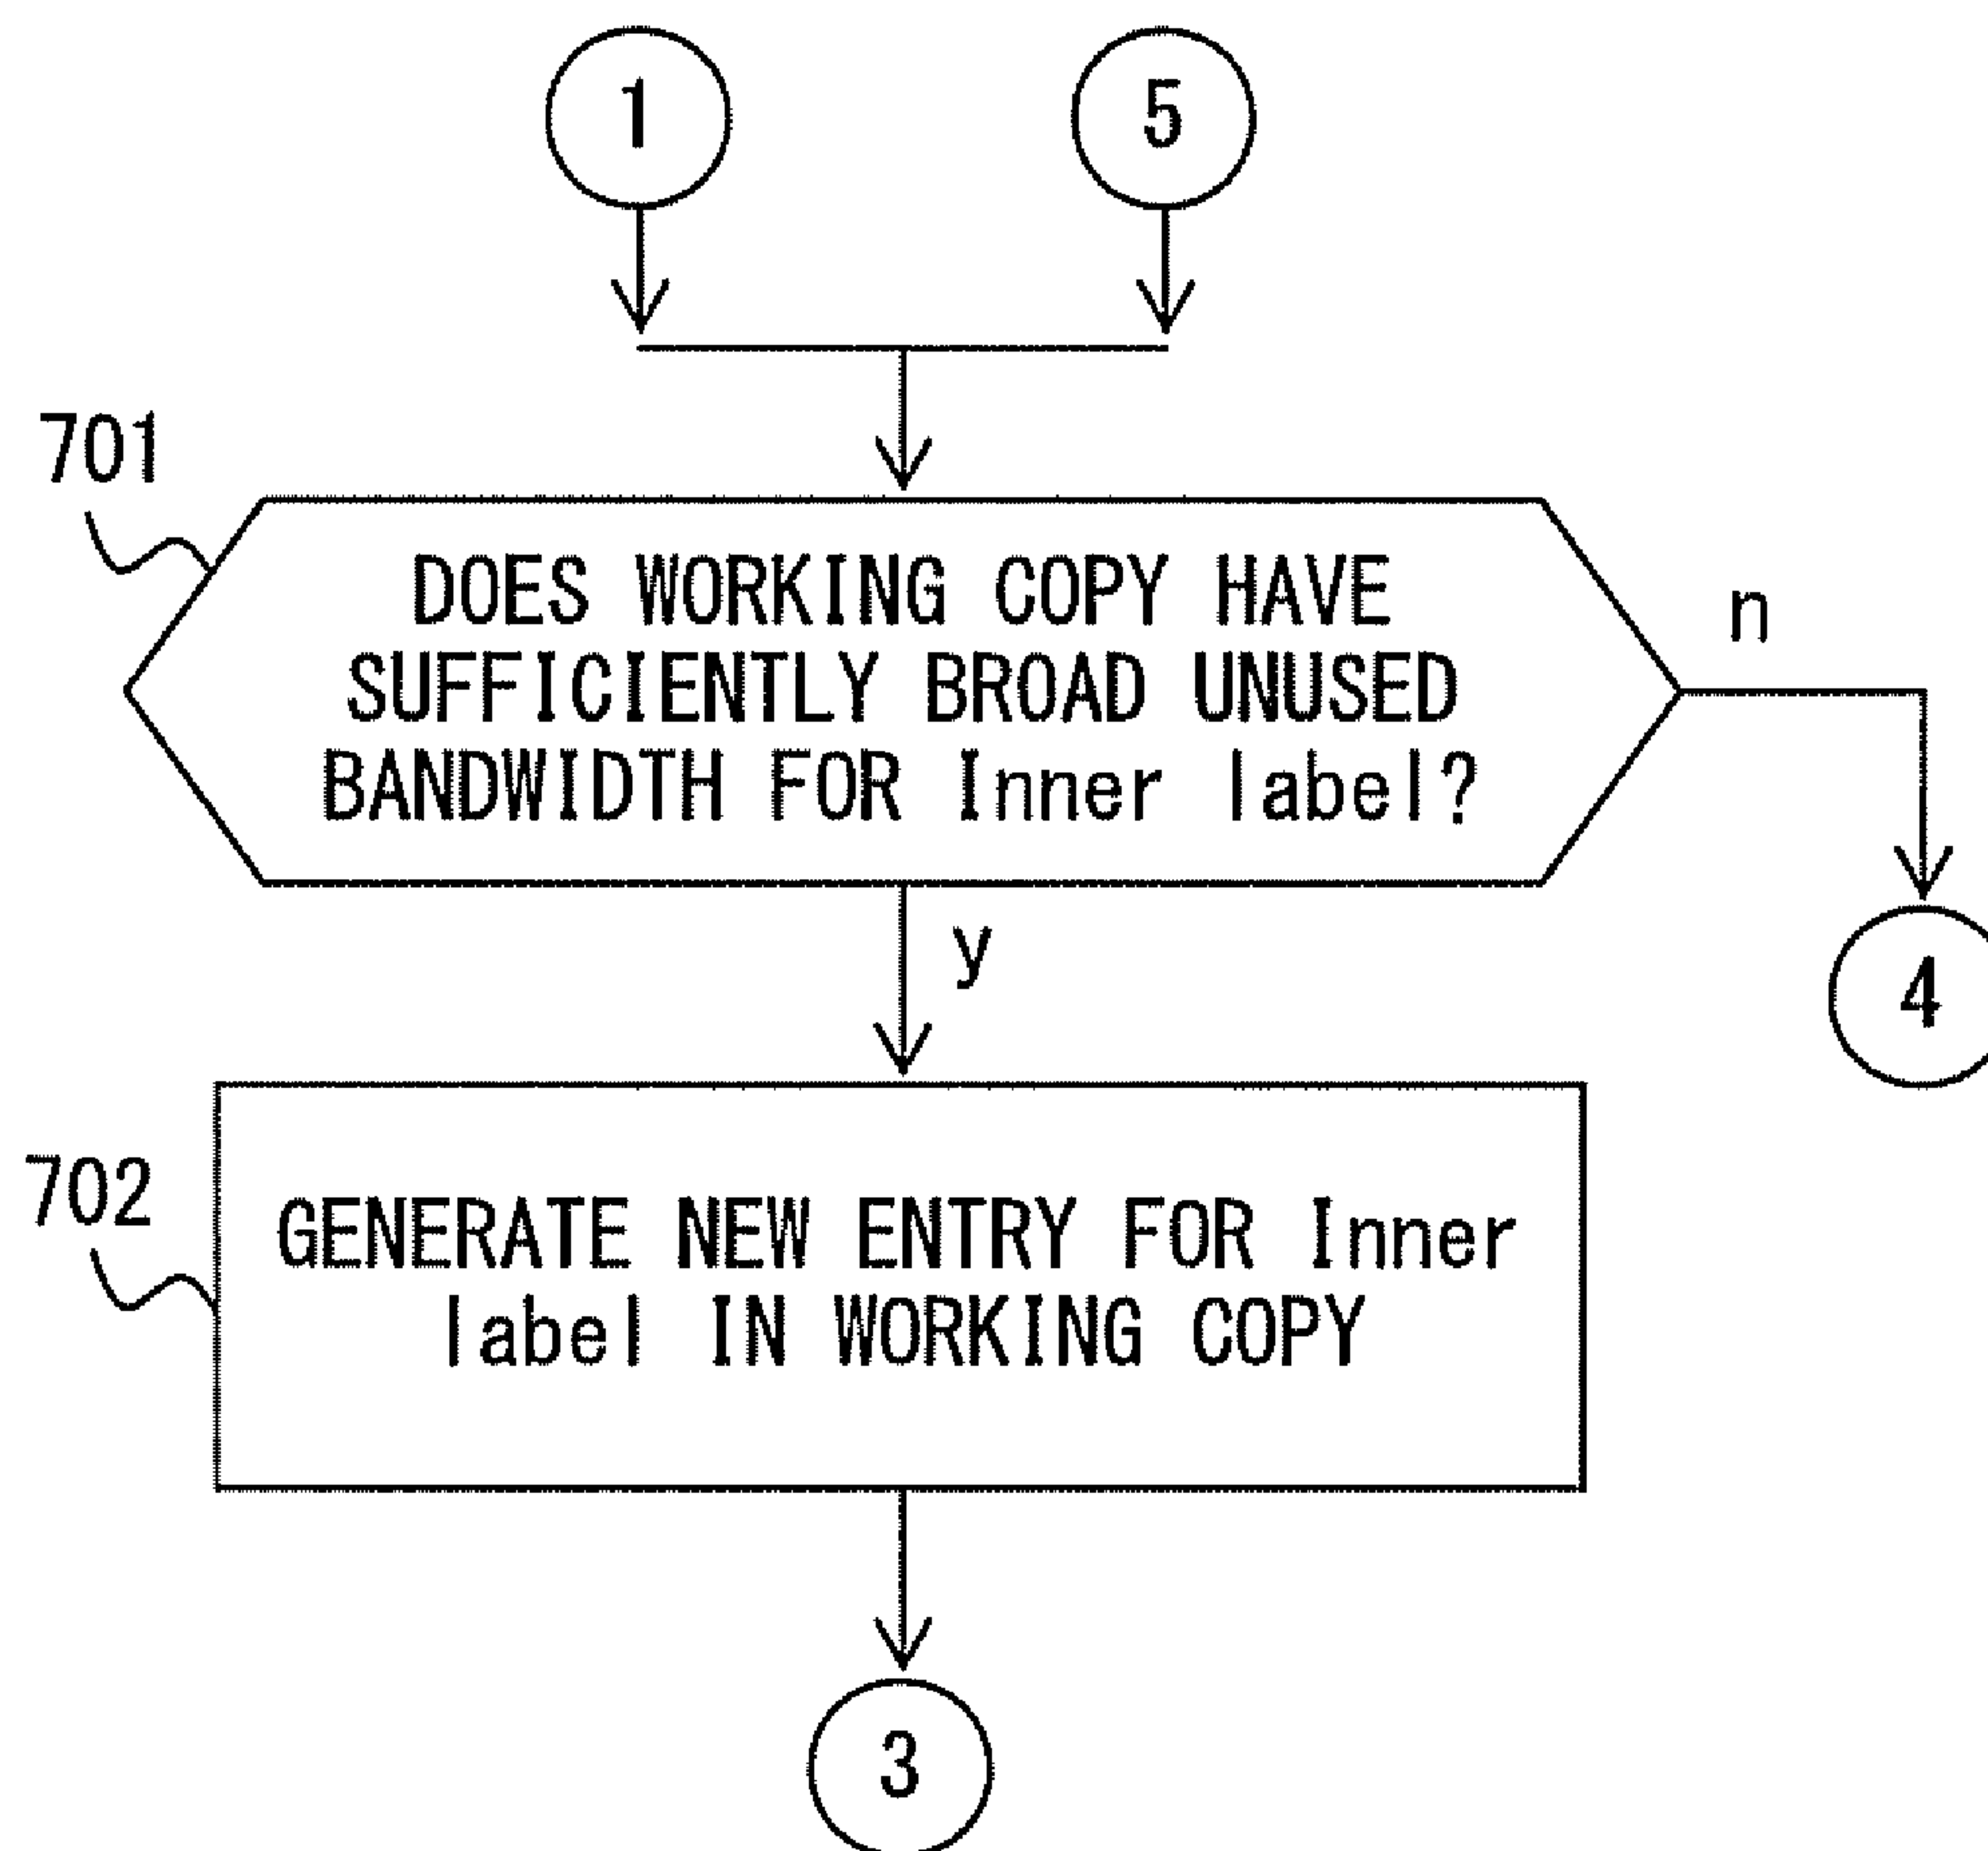 1
5
701
DOES WORKING COPY HAVE
SUFFICIENTLY BROAD UNUSED
BANDWIDTH FOR Inner label?
n
y
4
702
GENERATE NEW ENTRY FOR Inner
label IN WORKING COPY
3